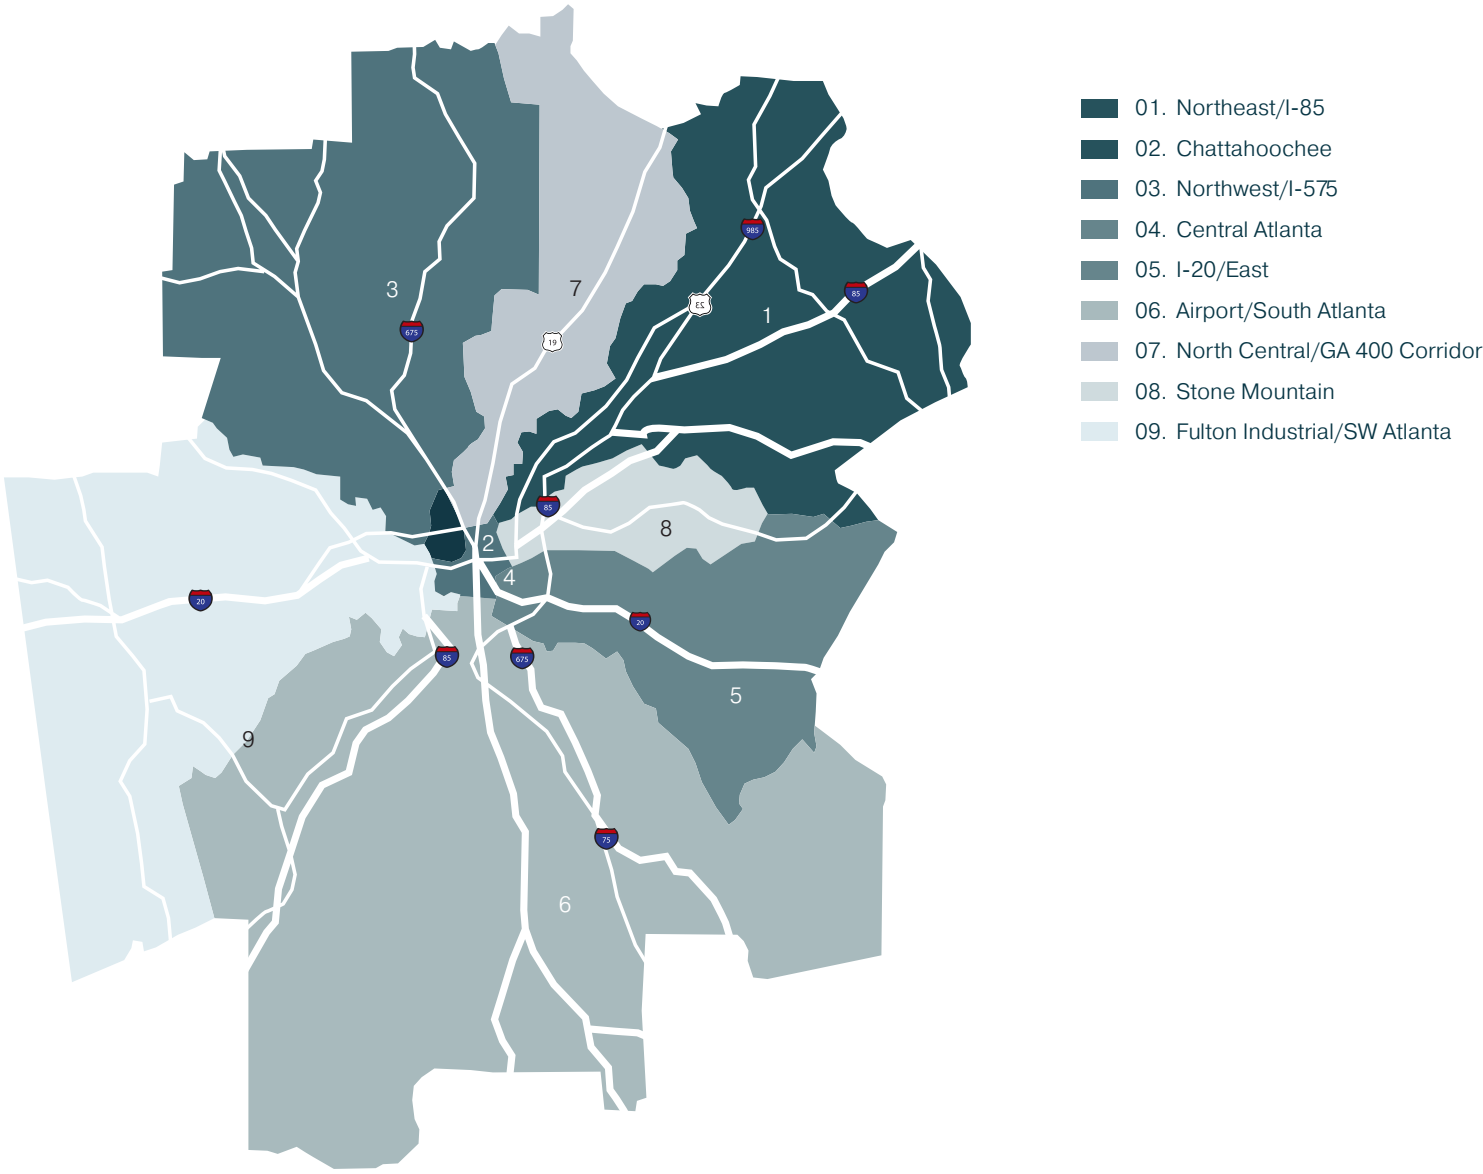 01. Northeast/I-85
02. Chattahoochee
03. Northwest/I-575
04. Central Atlanta
05. I-20/East
06. Airport/South Atlanta
07. North Central/GA 400 Corridor
08. Stone Mountain
09. Fulton Industrial/SW Atlanta
985
3
7
85
23
1
675
19
85
8
2
4
20
20
85
675
5
9
75
6